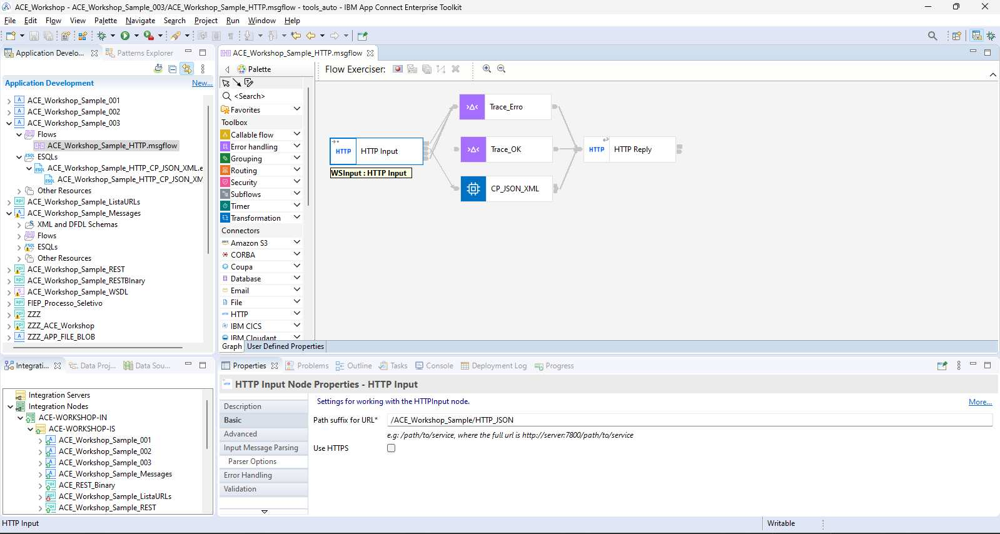 ACE_Workshop - ACE_Workshop_Sample_003/ACE_Workshop_Sample_HTTP.msgflow - tools_auto - IBM App Connect Enterprise Toolkit
File Edit Flow View Palette Navigate Search Project Run Window Help
Application Develo...
Patterns Explorer
Application Development
New...
ACE_Workshop_Sample_001
ACE_Workshop_Sample_002
ACE_Workshop_Sample_003
Flows
ACE_Workshop_Sample_HTTP.msgflow
ESQLs
ACE_Workshop_Sample_HTTP_CP_JSON_XML.e
ACE_Workshop_Sample_HTTP_CP_JSON_XM
Other Resources
ACE_Workshop_Sample_ListaURLs
ACE_Workshop_Sample_Messages
XML and DFDL Schemas
Flows
ESQLs
Other Resources
ACE_Workshop_Sample_REST
ACE_Workshop_Sample_RESTBInary
ACE_Workshop_Sample_WSDL
FIEP_Processo_Seletivo
ZZZ
ZZZ_ACE_Workshop
ZZZ_APP_FILE_BLOB
ACE_Workshop_Sample_HTTP.msgflow
Palette
<Search>
Favorites
Toolbox
Callable flow
Error handling
Grouping
Routing
Security
Subflows
Timer
Transformation
Connectors
Amazon S3
CORBA
Coupa
Database
Email
File
HTTP
IBM CICS
IBM Cloudant
Flow Exerciser:
Trace_Erro
HTTP
HTTP Input
WSInput : HTTP Input
Trace_OK
HTTP
HTTP Reply
CP_JSON_XML
Graph
User Defined Properties
Integrati...
Data Proj...
Data Sou...
Integration Servers
Integration Nodes
ACE-WORKSHOP-IN
ACE-WORKSHOP-IS
ACE_Workshop_Sample_001
ACE_Workshop_Sample_002
ACE_Workshop_Sample_003
ACE_Workshop_Sample_Messages
ACE_REST_Binary
ACE_Workshop_Sample_ListaURLs
ACE_Workshop_Sample_REST
Properties
Problems
Outline
Tasks
Console
Deployment Log
Progress
HTTP Input Node Properties - HTTP Input
Description
Basic
Advanced
Input Message Parsing
Parser Options
Error Handling
Validation
Settings for working with the HTTPInput node.
More...
Path suffix for URL*
/ACE_Workshop_Sample/HTTP_JSON
e.g: /path/to/service, where the full url is http://server:7800/path/to/service
Use HTTPS
HTTP Input
Writable